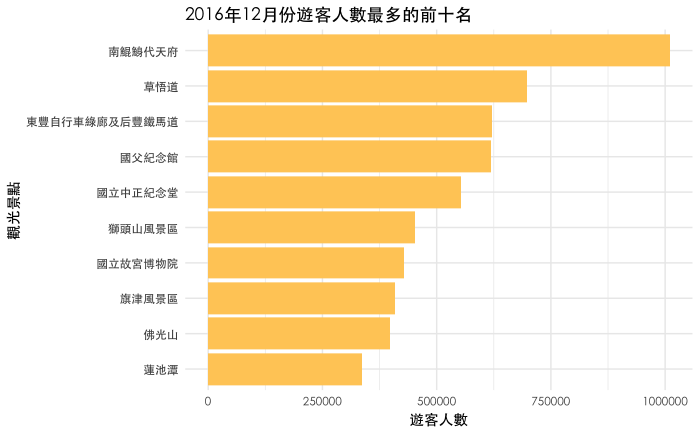 2016年12月份遊客人數最多的前十名
觀光景點
南鯤鯓代天府
草悟道
東豐自行車綠廊及后豐鐵馬道
國父紀念館
國立中正紀念堂
獅頭山風景區
國立故宮博物院
旗津風景區
佛光山
蓮池潭
0 250000 500000 750000 1000000
遊客人數